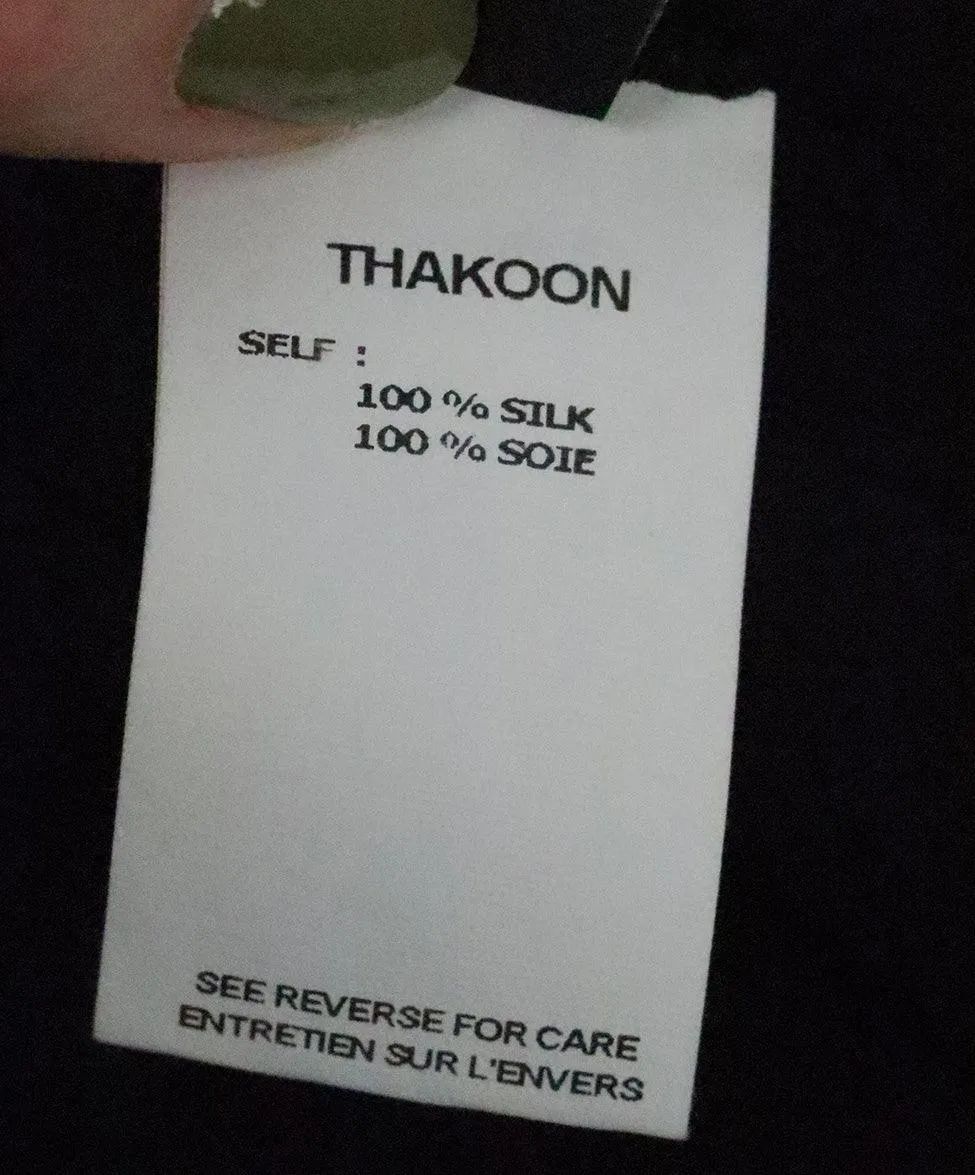 THAKOON
SELF :
100 % SILK
100 % SOIE
SEE REVERSE FOR CARE
ENTRETIEN SUR L'ENVERS